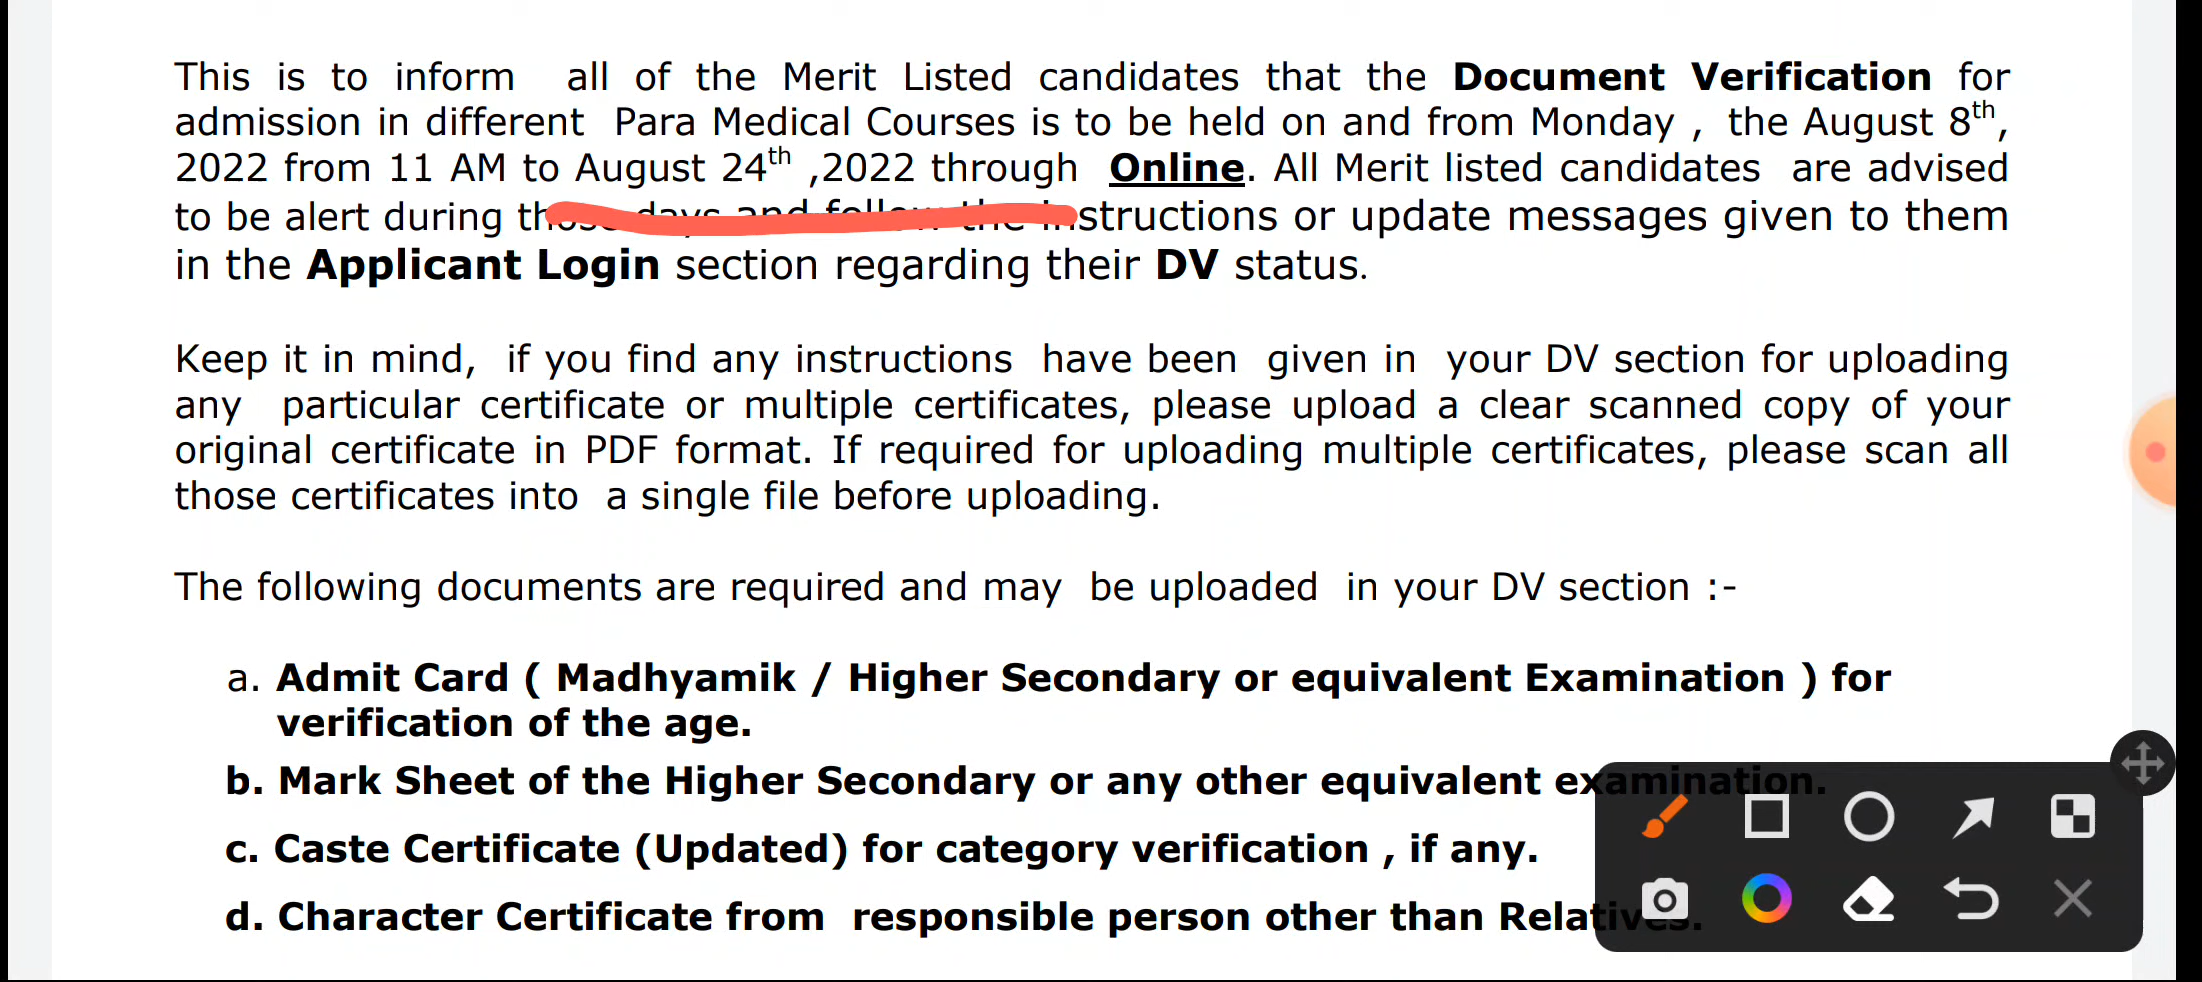 This is to inform all of the Merit Listed candidates that the Document Verification for
admission in different Para Medical Courses is to be held on and from Monday , the August 8th,
2022 from 11 AM to August 24th ,2022 through Online. All Merit listed candidates are advised
to be alert during those days and follow the instructions or update messages given to them
in the Applicant Login section regarding their DV status.
Keep it in mind, if you find any instructions have been given in your DV section for uploading
any particular certificate or multiple certificates, please upload a clear scanned copy of your
original certificate in PDF format. If required for uploading multiple certificates, please scan all
those certificates into a single file before uploading.
The following documents are required and may be uploaded in your DV section :-
a. Admit Card ( Madhyamik / Higher Secondary or equivalent Examination ) for
verification of the age.
b. Mark Sheet of the Higher Secondary or any other equivalent examination.
c. Caste Certificate (Updated) for category verification , if any.
d. Character Certificate from responsible person other than Relatives.